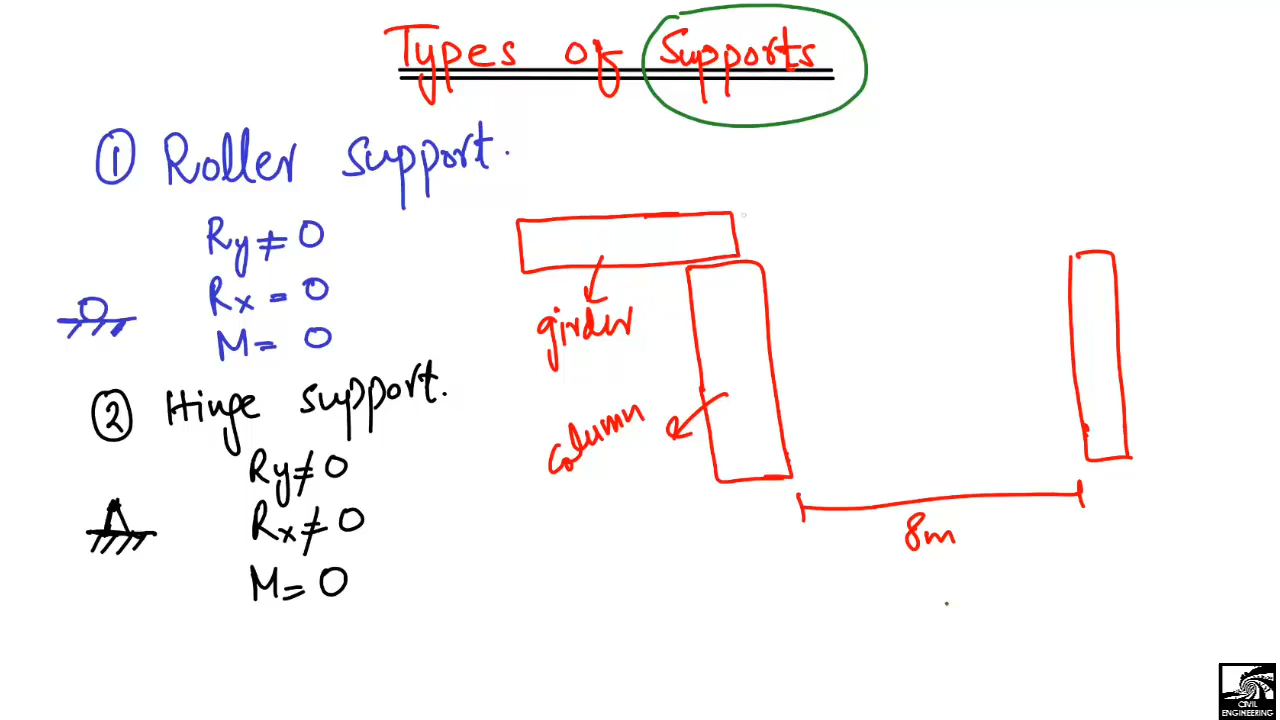 Types of Supports
① Roller support.
Ry ≠ 0
Rx = 0
M = 0
② Hinge support.
Ry ≠ 0
Rx ≠ 0
M = 0
girder
column
8m
CIVIL
ENGINEERING